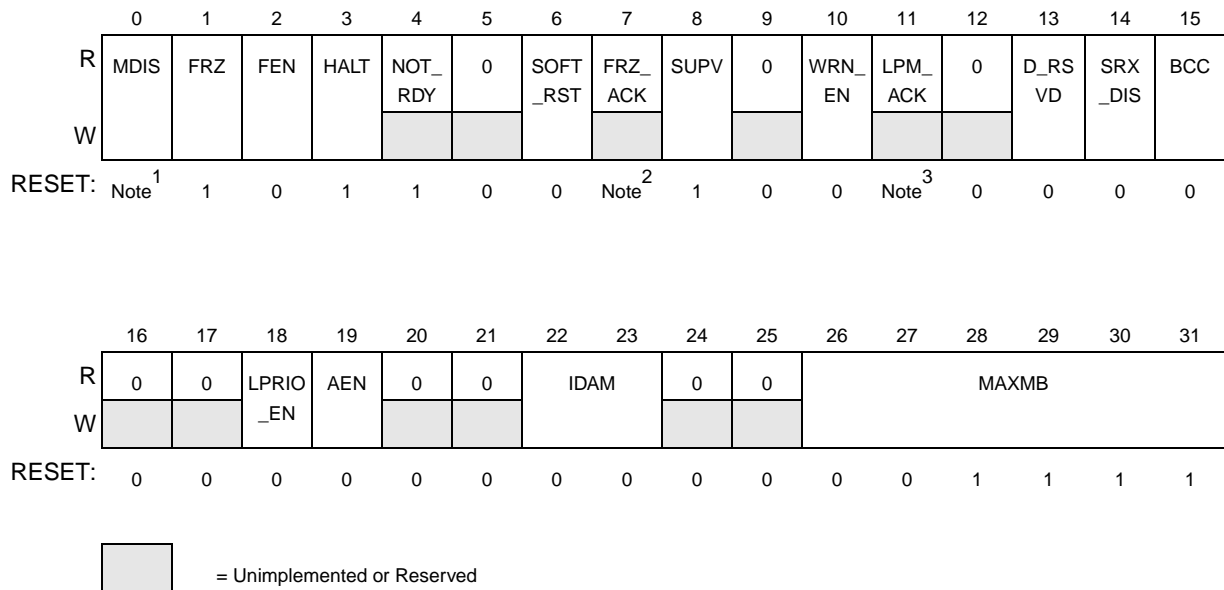 0 1 2 3 4 5 6 7 8 9 10 11 12 13 14 15
R MDIS FRZ FEN HALT NOT_ 0 SOFT FRZ_ SUPV 0 WRN_ LPM_ 0 D_RS SRX BCC
RDY _RST ACK EN ACK VD _DIS
W
RESET: Note1 1 0 1 1 0 0 Note2 1 0 0 Note3 0 0 0 0
16 17 18 19 20 21 22 23 24 25 26 27 28 29 30 31
R 0 0 LPRIO AEN 0 0 IDAM 0 0 MAXMB
_EN
W
RESET: 0 0 0 0 0 0 0 0 0 0 0 0 1 1 1 1
= Unimplemented or Reserved